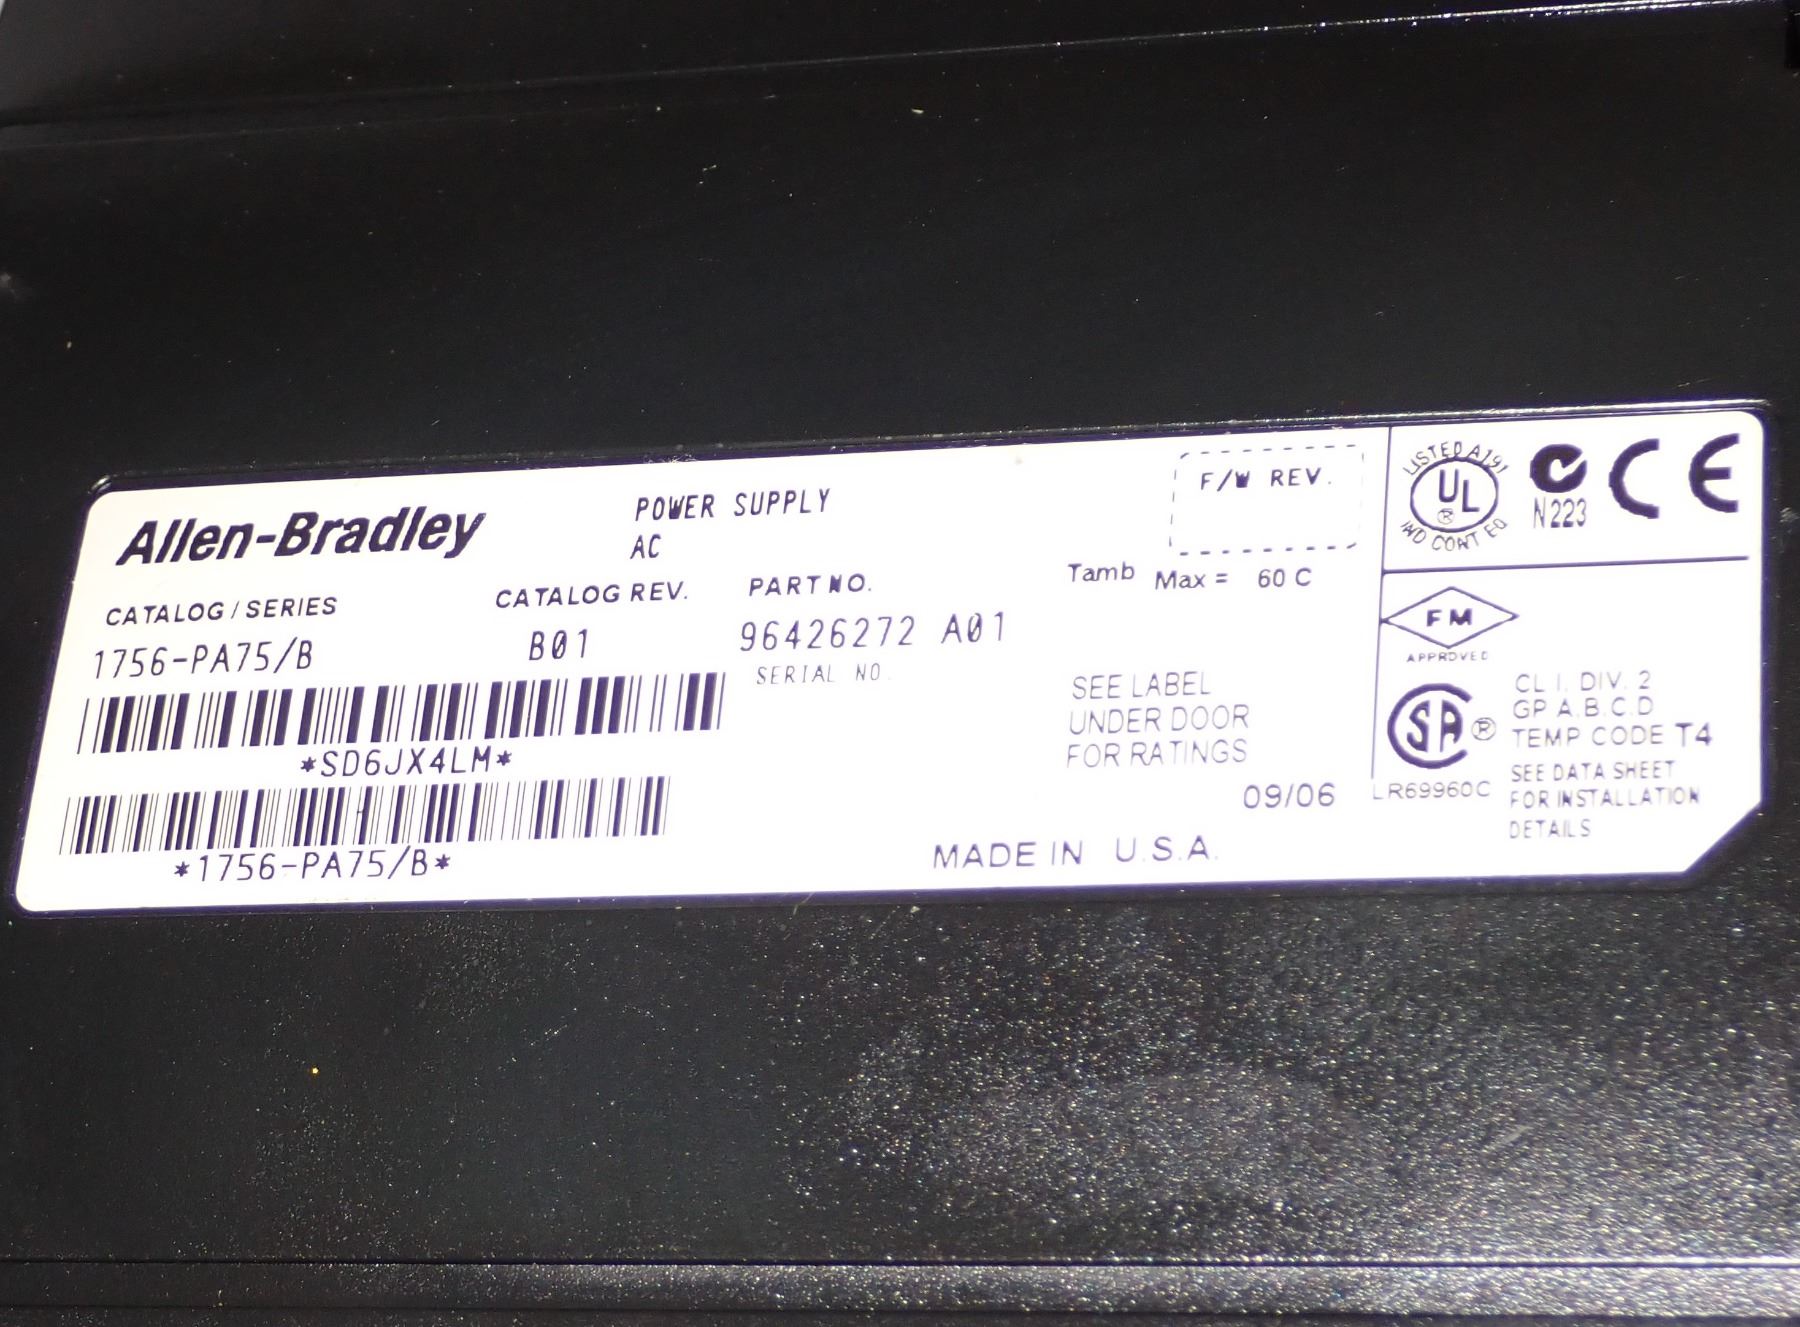 Allen-Bradley
POWER SUPPLY
AC
F/W REV.
CATALOG / SERIES
CATALOG REV.
PART NO.
Tamb Max = 60 C
1756-PA75/B
B01
96426272 A01
SERIAL NO.
*SD6JX4LM*
*1756-PA75/B*
SEE LABEL
UNDER DOOR
FOR RATINGS
09/06
MADE IN U.S.A.
LISTED A191
UL
®
IND CONT EQ
N223
CE
FM
APPROVED
SA
®
LR69960C
CL I. DIV. 2
GP A.B.C.D
TEMP CODE T4
SEE DATA SHEET
FOR INSTALLATION
DETAILS